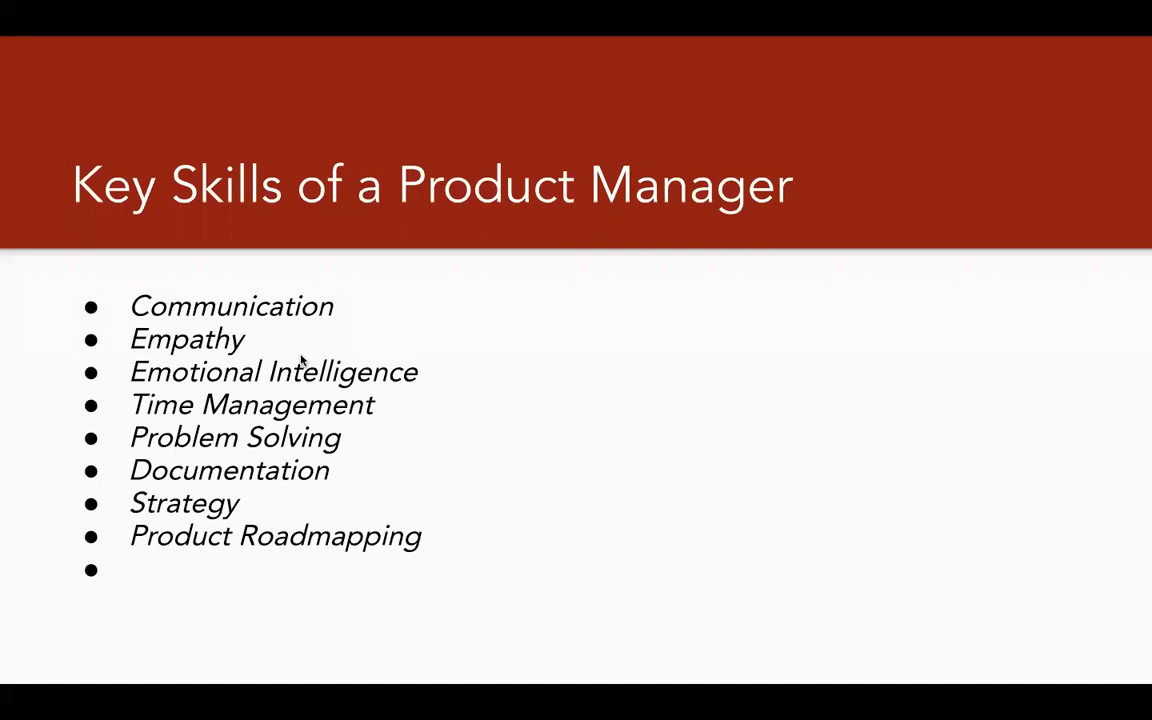 Key Skills of a Product Manager
● Communication
● Empathy
● Emotional Intelligence
● Time Management
● Problem Solving
● Documentation
● Strategy
● Product Roadmapping
●